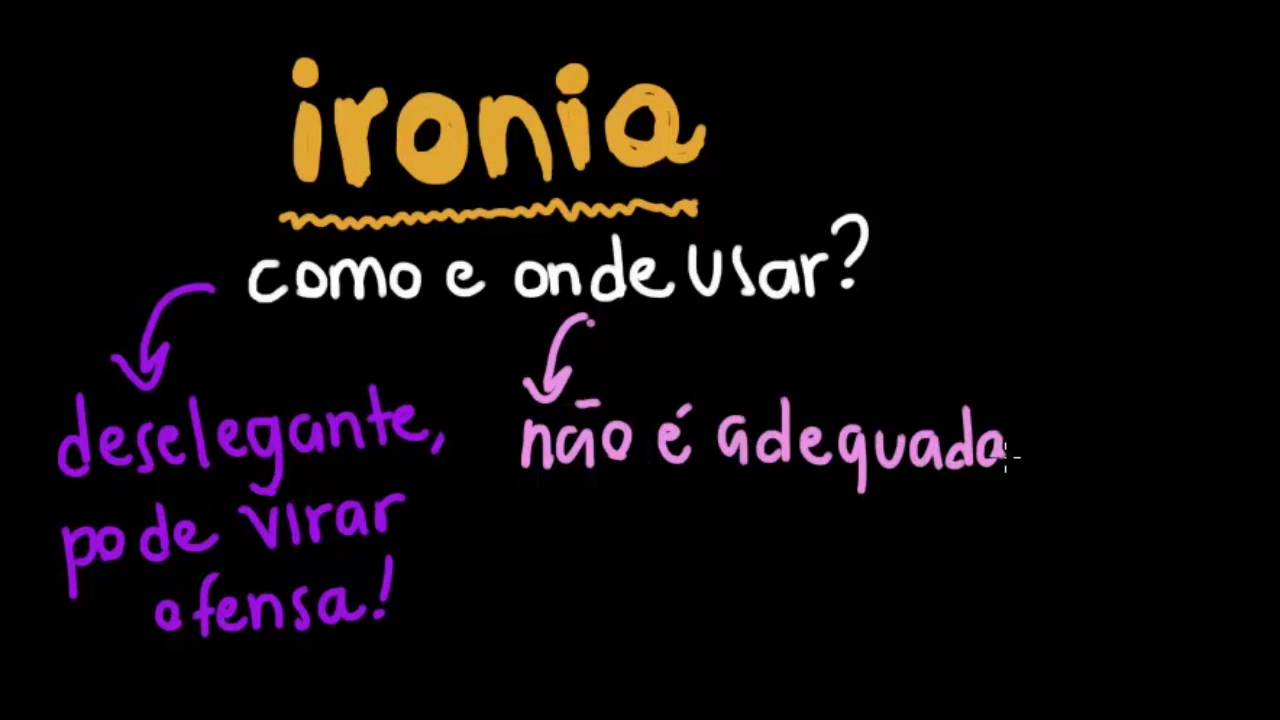 ironia
como e onde usar?
deselegante,
pode virar
ofensa!
não é adequada